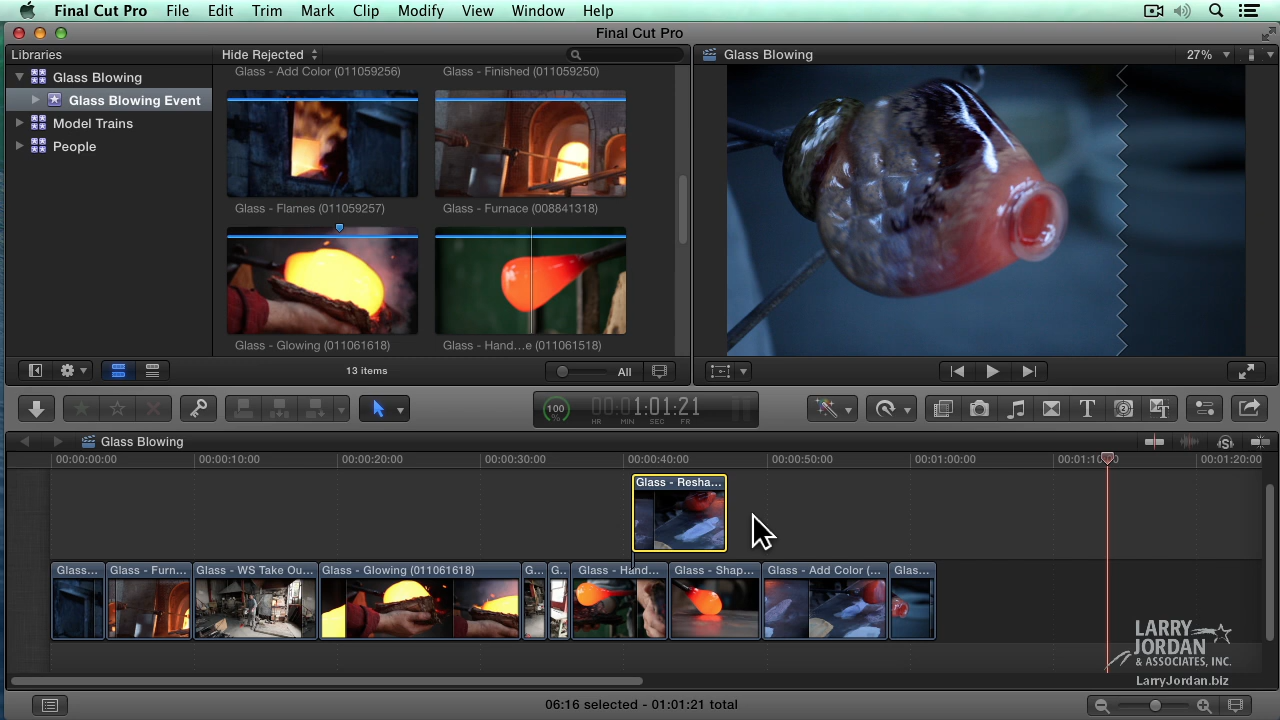 Final Cut Pro File Edit Trim Mark Clip Modify View Window Help
Final Cut Pro
Libraries
Hide Rejected
Glass Blowing
27%
Glass Blowing
Glass Blowing Event
Model Trains
People
Glass - Add Color (011059256)
Glass - Finished (011059250)
Glass - Flames (011059257)
Glass - Furnace (008841318)
Glass - Glowing (011061618)
Glass - Hand...e (011061518)
13 items
All
100
%
00:00:01:01:21
HR MIN SEC FR
Glass Blowing
00:00:00:00
00:00:10:00
00:00:20:00
00:00:30:00
00:00:40:00
00:00:50:00
00:01:00:00
00:01:20:00
Glass - Resha...
Glass...
Glass - Furn...
Glass - WS Take Ou...
Glass - Glowing (011061618)
G...
G...
Glass - Hand...
Glass - Shap...
Glass - Add Color (...
Glas...
LARRY
JORDAN
& ASSOCIATES, INC.
LarryJordan.biz
06:16 selected - 01:01:21 total